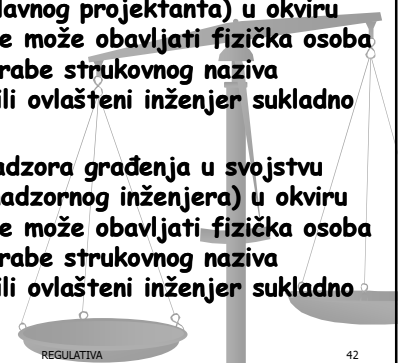 lavnog projektanta) u okviru
e može obavljati fizička osoba
rabe strukovnog naziva
ili ovlašteni inženjer sukladno
adzora građenja u svojstvu
adzornog inženjera) u okviru
e može obavljati fizička osoba
rabe strukovnog naziva
ili ovlašteni inženjer sukladno
REGULATIVA 42